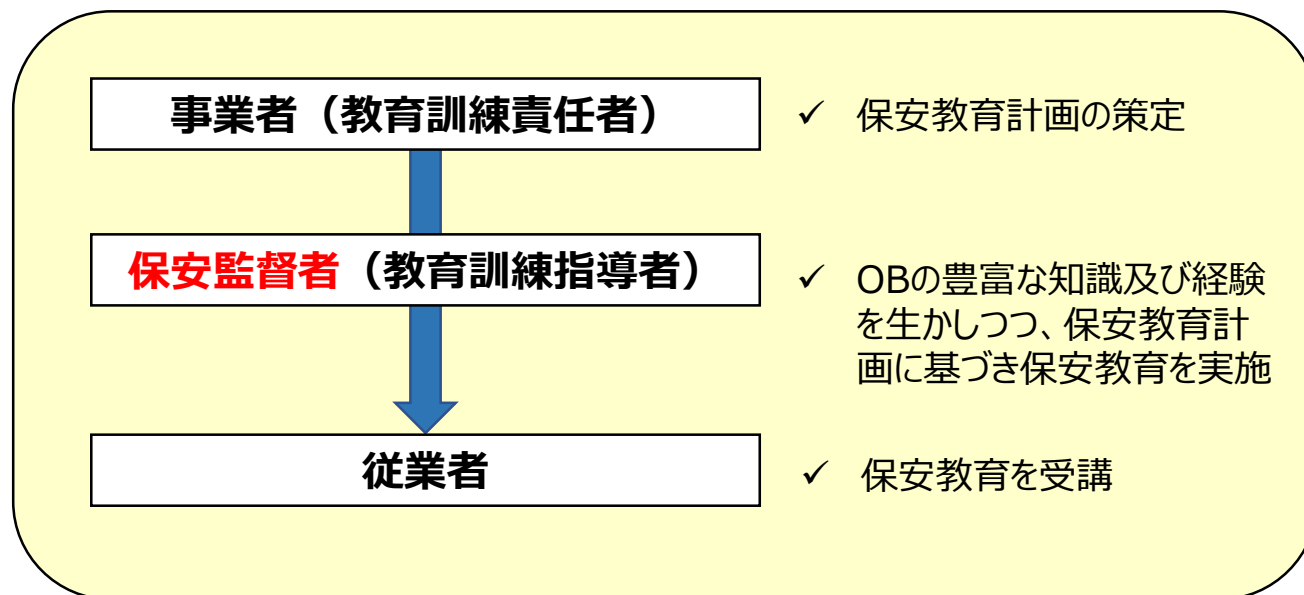 事業者（教育訓練責任者）
✓ 保安教育計画の策定
保安監督者（教育訓練指導者）
✓ OBの豊富な知識及び経験
を生かしつつ、保安教育計
画に基づき保安教育を実施
従業者
✓ 保安教育を受講